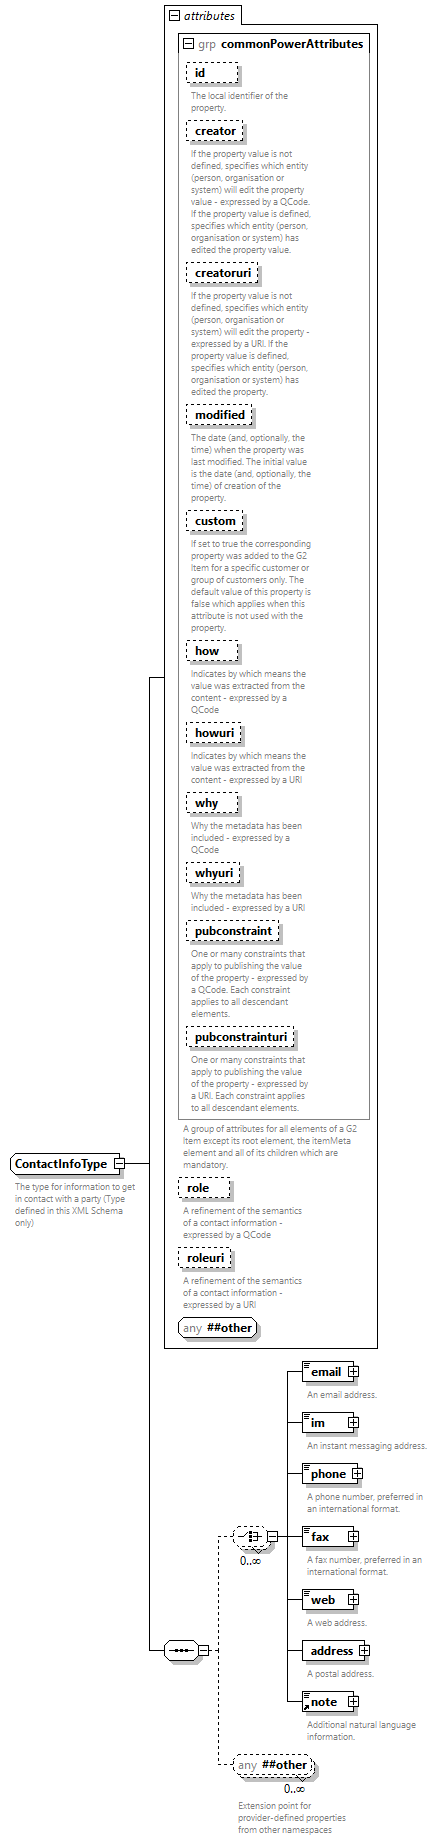 attributes
grp commonPowerAttributes
id
The local identifier of the
property.
creator
If the property value is not
defined, specifies which entity
(person, organisation or
system) will edit the property
value - expressed by a QCode.
If the property value is defined,
specifies which entity (person,
organisation or system) has
edited the property value.
creatoruri
If the property value is not
defined, specifies which entity
(person, organisation or
system) will edit the property -
expressed by a URI. If the
property value is defined,
specifies which entity (person,
organisation or system) has
edited the property.
modified
The date (and, optionally, the
time) when the property was
last modified. The initial value
is the date (and, optionally, the
time) of creation of the
property.
custom
If set to true the corresponding
property was added to the G2
Item for a specific customer or
group of customers only. The
default value of this property is
false which applies when this
attribute is not used with the
property.
how
Indicates by which means the
value was extracted from the
content - expressed by a
QCode
howuri
Indicates by which means the
value was extracted from the
content - expressed by a URI
why
Why the metadata has been
included - expressed by a
QCode
whyuri
Why the metadata has been
included - expressed by a URI
pubconstraint
One or many constraints that
apply to publishing the value
of the property - expressed by
a QCode. Each constraint
applies to all descendant
elements.
pubconstrainturi
One or many constraints that
apply to publishing the value
of the property - expressed by
a URI. Each constraint applies
to all descendant elements.
A group of attributes for all elements of a G2
Item except its root element, the itemMeta
element and all of its children which are
mandatory.
ContactInfoType
The type for information to get
in contact with a party (Type
defined in this XML Schema
only)
role
A refinement of the semantics
of a contact information -
expressed by a QCode
roleuri
A refinement of the semantics
of a contact information -
expressed by a URI
any ##other
email
An email address.
im
An instant messaging address.
phone
A phone number, preferred in
an international format.
fax
A fax number, preferred in an
international format.
0..∞
web
A web address.
address
A postal address.
note
Additional natural language
information.
any ##other
0..∞
Extension point for
provider-defined properties
from other namespaces